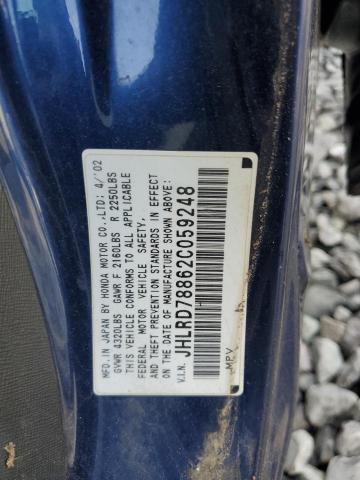 MFD. IN JAPAN BY HONDA MOTOR CO.,LTD; 4/'02
GVWR 4320LBS GAWR F 2160LBS R 2250LBS
THIS VEHICLE CONFORMS TO ALL APPLICABLE
FEDERAL MOTOR VEHICLE SAFETY,
AND THEFT PREVENTION STANDARDS IN EFFECT
ON THE DATE OF MANUFACTURE SHOWN ABOVE.
V.I.N. JHLRD78862C059248
MPV